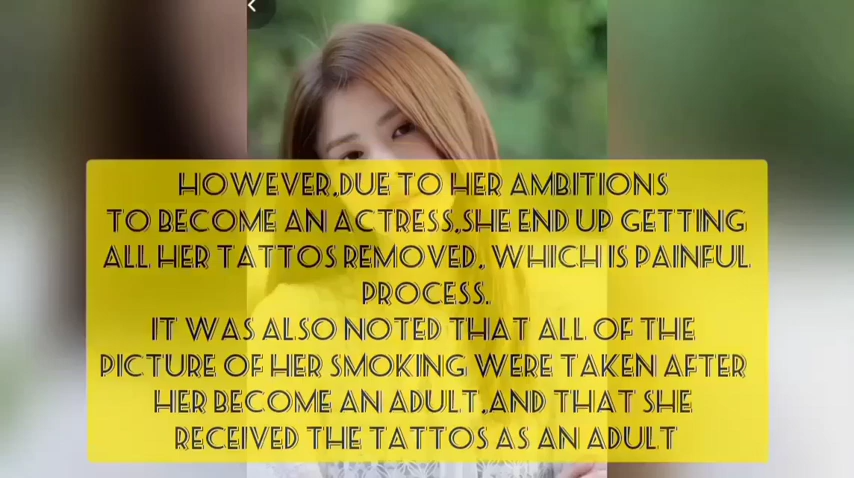 HOWEVER,DUE TO HER AMBITIONS
TO BECOME AN ACTRESS,SHE END UP GETTING
ALL HER TATTOS REMOVED, WHICH IS PAINFUL
PROCESS.
IT WAS ALSO NOTED THAT ALL OF THE
PICTURE OF HER SMOKING WERE TAKEN AFTER
HER BECOME AN ADULT,AND THAT SHE
RECEIVED THE TATTOS AS AN ADULT